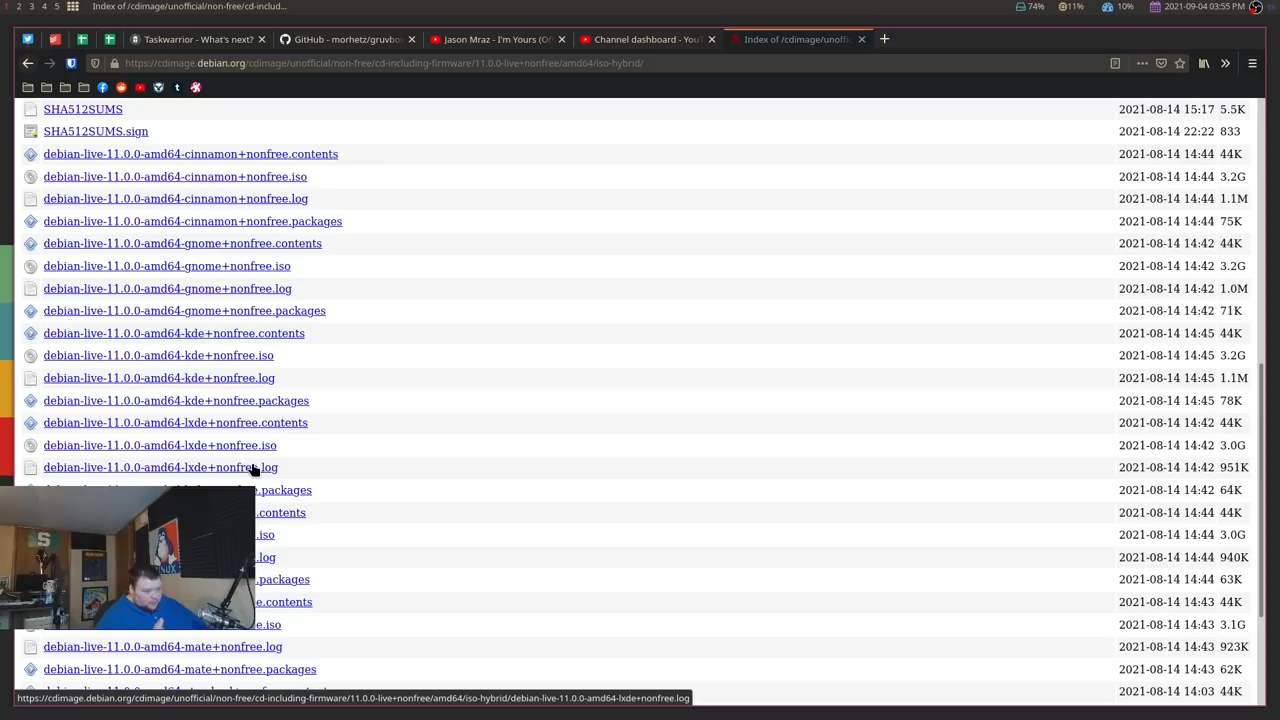 1 2 3 4 5 Index of /cdimage/unofficial/non-free/cd-includ... 74% 11% 10% 2021-09-04 03:55 PM
Taskwarrior - What's next? GitHub - morhetz/gruvbo Jason Mraz - I'm Yours (Of Channel dashboard - YouT Index of /cdimage/unoffic
https://cdimage.debian.org/cdimage/unofficial/non-free/cd-including-firmware/11.0.0-live+nonfree/amd64/iso-hybrid/
SHA512SUMS 2021-08-14 15:17 5.5K
SHA512SUMS.sign 2021-08-14 22:22 833
debian-live-11.0.0-amd64-cinnamon+nonfree.contents 2021-08-14 14:44 44K
debian-live-11.0.0-amd64-cinnamon+nonfree.iso 2021-08-14 14:44 3.2G
debian-live-11.0.0-amd64-cinnamon+nonfree.log 2021-08-14 14:44 1.1M
debian-live-11.0.0-amd64-cinnamon+nonfree.packages 2021-08-14 14:44 75K
debian-live-11.0.0-amd64-gnome+nonfree.contents 2021-08-14 14:42 44K
debian-live-11.0.0-amd64-gnome+nonfree.iso 2021-08-14 14:42 3.2G
debian-live-11.0.0-amd64-gnome+nonfree.log 2021-08-14 14:42 1.0M
debian-live-11.0.0-amd64-gnome+nonfree.packages 2021-08-14 14:42 71K
debian-live-11.0.0-amd64-kde+nonfree.contents 2021-08-14 14:45 44K
debian-live-11.0.0-amd64-kde+nonfree.iso 2021-08-14 14:45 3.2G
debian-live-11.0.0-amd64-kde+nonfree.log 2021-08-14 14:45 1.1M
debian-live-11.0.0-amd64-kde+nonfree.packages 2021-08-14 14:45 78K
debian-live-11.0.0-amd64-lxde+nonfree.contents 2021-08-14 14:42 44K
debian-live-11.0.0-amd64-lxde+nonfree.iso 2021-08-14 14:42 3.0G
debian-live-11.0.0-amd64-lxde+nonfree.log 2021-08-14 14:42 951K
.packages 2021-08-14 14:42 64K
.contents 2021-08-14 14:44 44K
.iso 2021-08-14 14:44 3.0G
.log 2021-08-14 14:44 940K
.packages 2021-08-14 14:44 63K
e.contents 2021-08-14 14:43 44K
e.iso 2021-08-14 14:43 3.1G
debian-live-11.0.0-amd64-mate+nonfree.log 2021-08-14 14:43 923K
debian-live-11.0.0-amd64-mate+nonfree.packages 2021-08-14 14:43 62K
2021-08-14 14:03 44K
https://cdimage.debian.org/cdimage/unofficial/non-free/cd-including-firmware/11.0.0-live+nonfree/amd64/iso-hybrid/debian-live-11.0.0-amd64-lxde+nonfree.log
S
LINUX